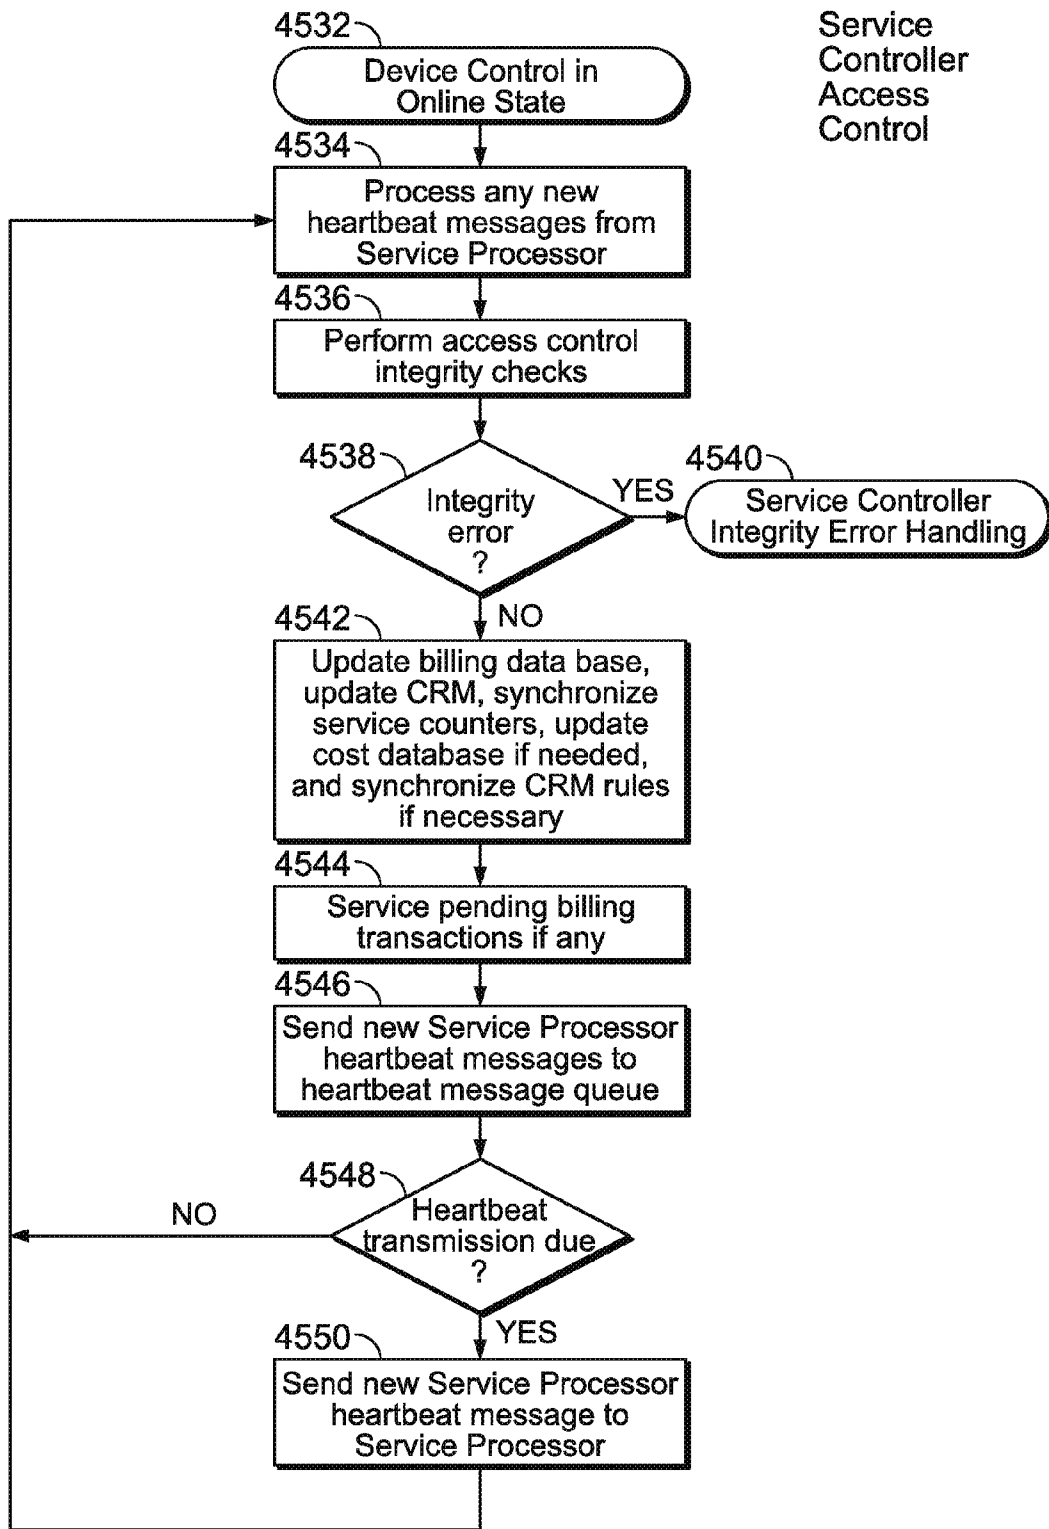 Service
Controller
Access
Control
4532
Device Control in
Online State
4534
Process any new
heartbeat messages from
Service Processor
4536
Perform access control
integrity checks
4538
Integrity
error
?
YES
4540
Service Controller
Integrity Error Handling
NO
4542
Update billing data base,
update CRM, synchronize
service counters, update
cost database if needed,
and synchronize CRM rules
if necessary
4544
Service pending billing
transactions if any
4546
Send new Service Processor
heartbeat messages to
heartbeat message queue
4548
Heartbeat
transmission due
?
NO
YES
4550
Send new Service Processor
heartbeat message to
Service Processor